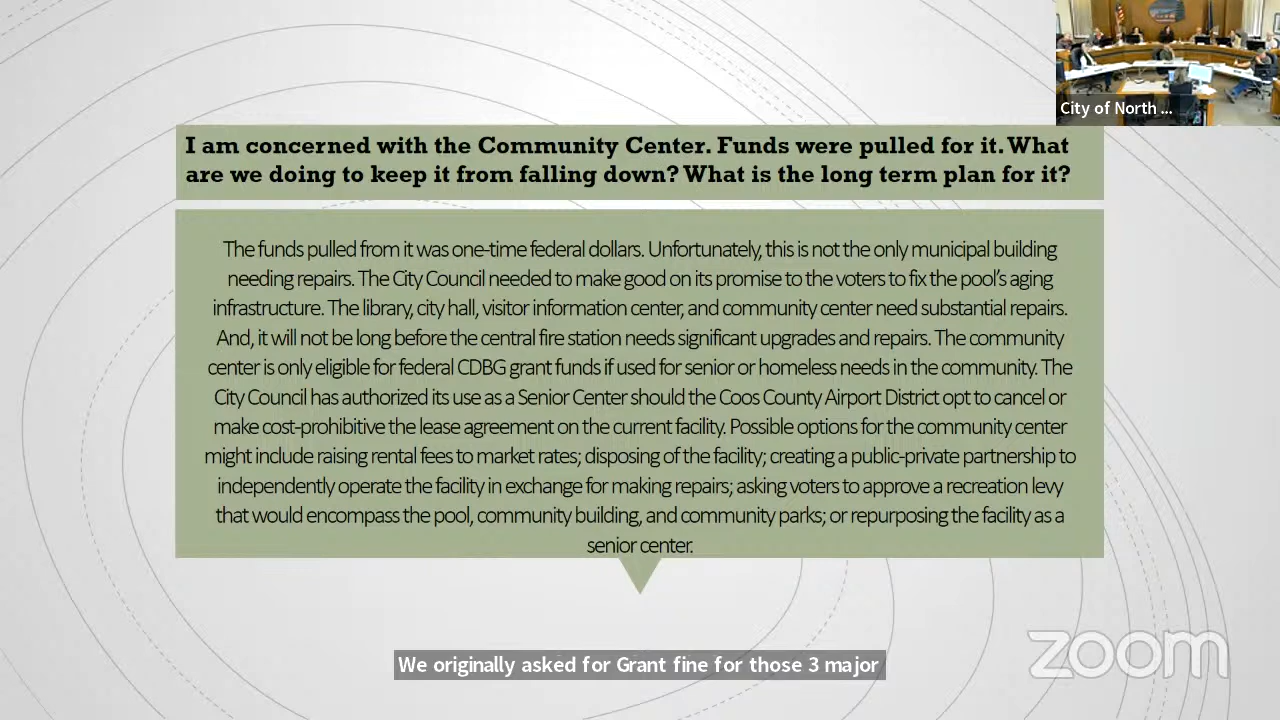 City of North ...
I am concerned with the Community Center. Funds were pulled for it. What
are we doing to keep it from falling down? What is the long term plan for it?
The funds pulled from it was one-time federal dollars. Unfortunately, this is not the only municipal building
needing repairs. The City Council needed to make good on its promise to the voters to fix the pool's aging
infrastructure. The library, city hall, visitor information center, and community center need substantial repairs.
And, it will not be long before the central fire station needs significant upgrades and repairs. The community
center is only eligible for federal CDBG grant funds if used for senior or homeless needs in the community. The
City Council has authorized its use as a Senior Center should the Coos County Airport District opt to cancel or
make cost-prohibitive the lease agreement on the current facility. Possible options for the community center
might include raising rental fees to market rates; disposing of the facility; creating a public-private partnership to
independently operate the facility in exchange for making repairs; asking voters to approve a recreation levy
that would encompass the pool, community building, and community parks; or repurposing the facility as a
senior center.
We originally asked for Grant fine for those 3 major
zoom